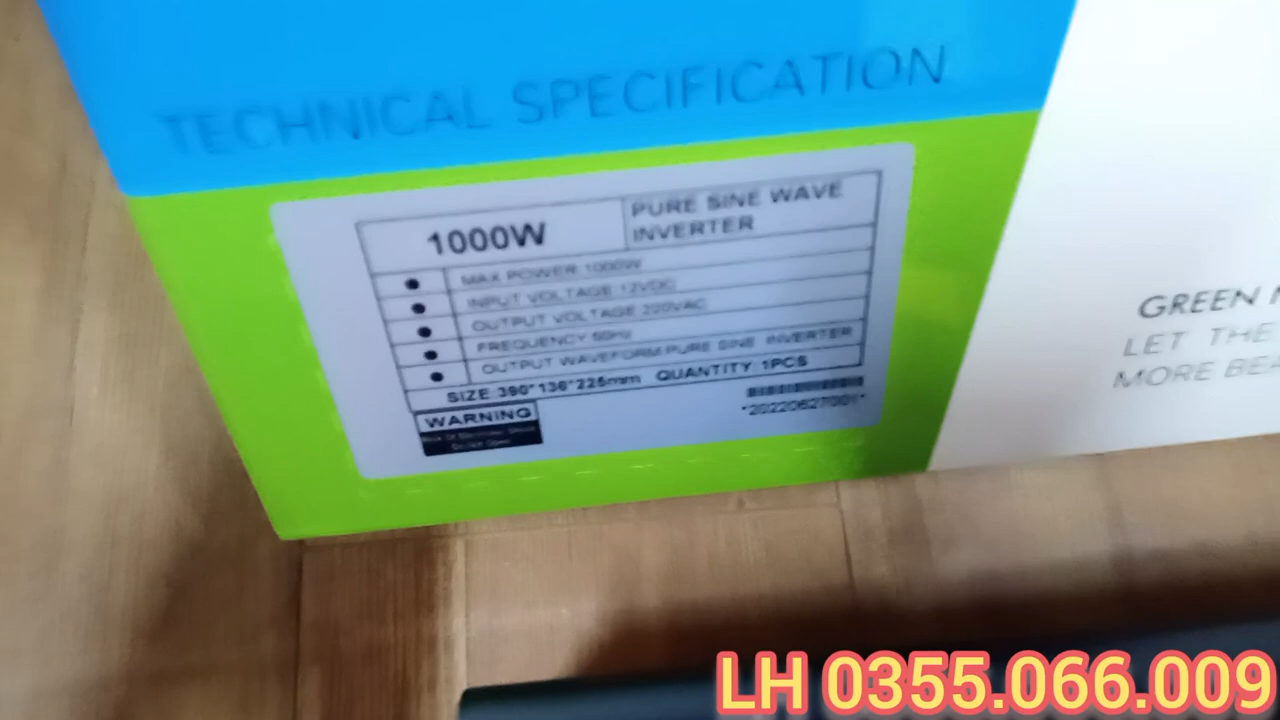 TECHNICAL SPECIFICATION
1000W
PURE SINE WAVE
INVERTER
MAX POWER 1000W
INPUT VOLTAGE 12VDC
OUTPUT VOLTAGE 220VAC
FREQUENCY
OUTPUT WAVEFORM:PURE SINE INVERTER
SIZE:390*136*225mm QUANTITY:1PCS
WARNING
*20220627001*
GREEN
LET THE
MORE
LH 0355.066.009